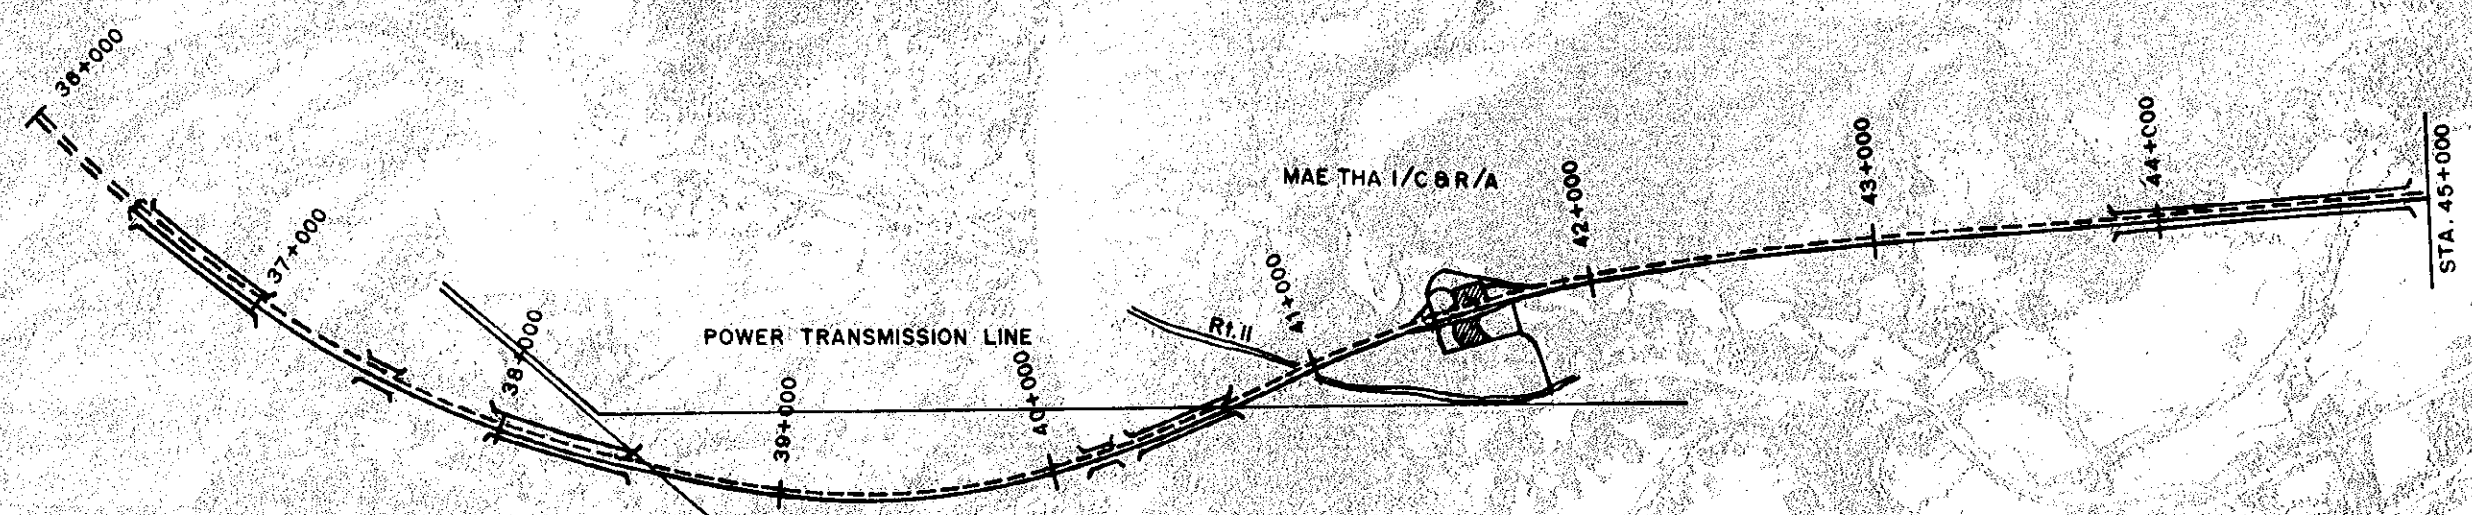 36+000
37+000
38+000
POWER TRANSMISSION LINE
39+000
40+000
Rt.11
41+000
MAE THA I/C & R/A
42+000
43+000
44+000
STA. 45+000